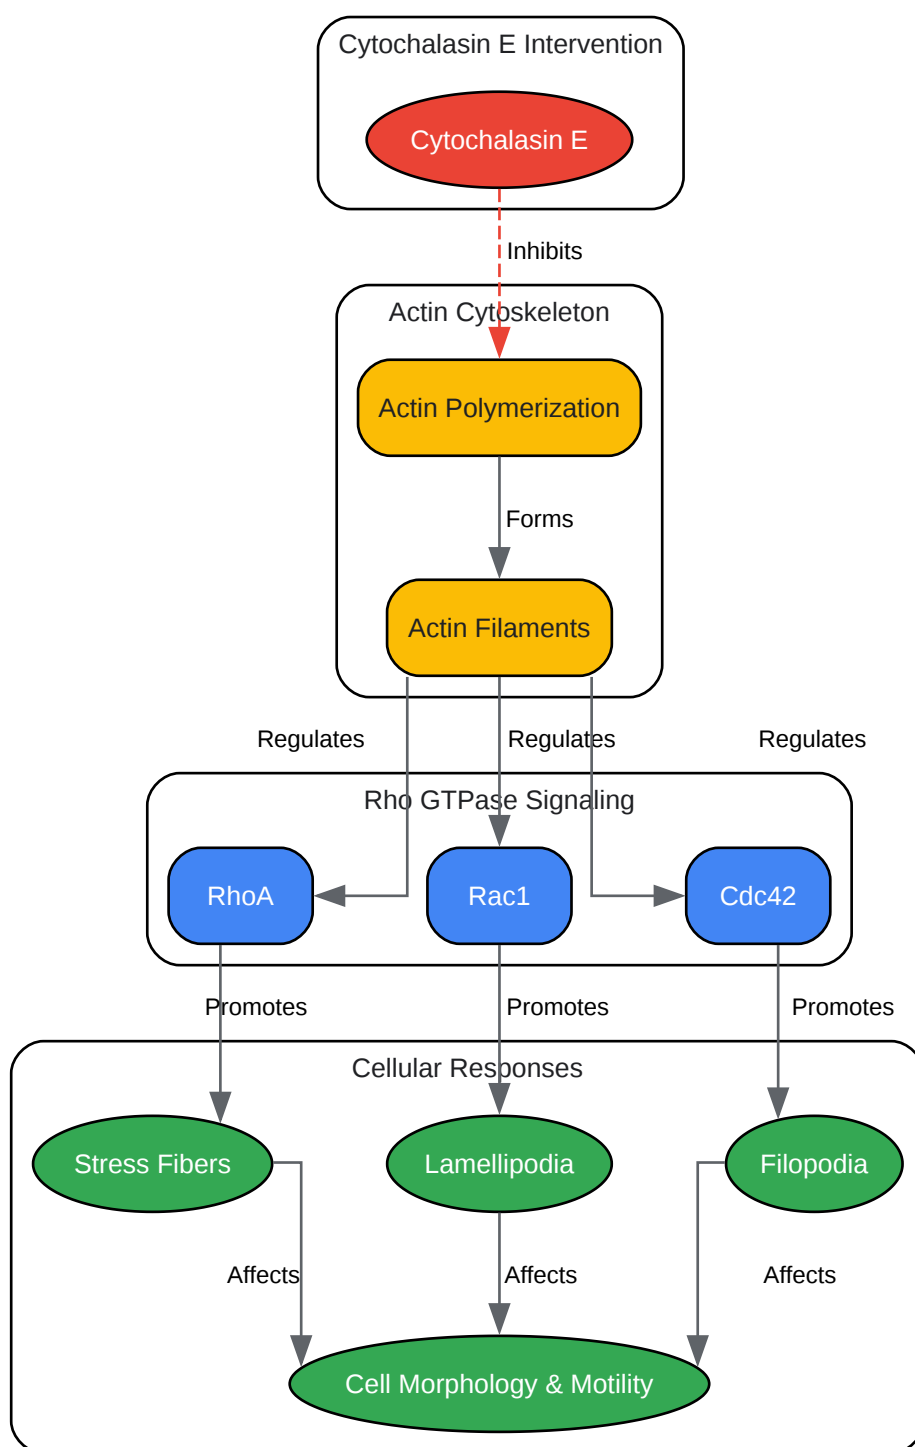 Cytochalasin E Intervention
Cytochalasin E
Inhibits
Actin Cytoskeleton
Actin Polymerization
Forms
Actin Filaments
Regulates
Regulates
Regulates
Rho GTPase Signaling
RhoA
Rac1
Cdc42
Promotes
Promotes
Promotes
Cellular Responses
Stress Fibers
Lamellipodia
Filopodia
Affects
Affects
Affects
Cell Morphology & Motility